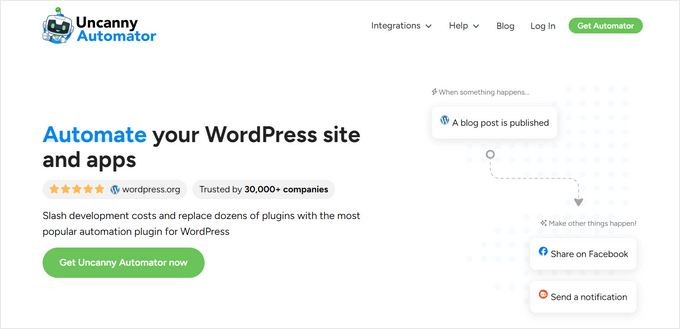 Uncanny
Automator
Integrations
Help
Blog
Log In
Get Automator
Automate your WordPress site
and apps
wordpress.org
Trusted by 30,000+ companies
Slash development costs and replace dozens of plugins with the most
popular automation plugin for WordPress
Get Uncanny Automator now
When something happens...
A blog post is published
Make other things happen!
Share on Facebook
Send a notification